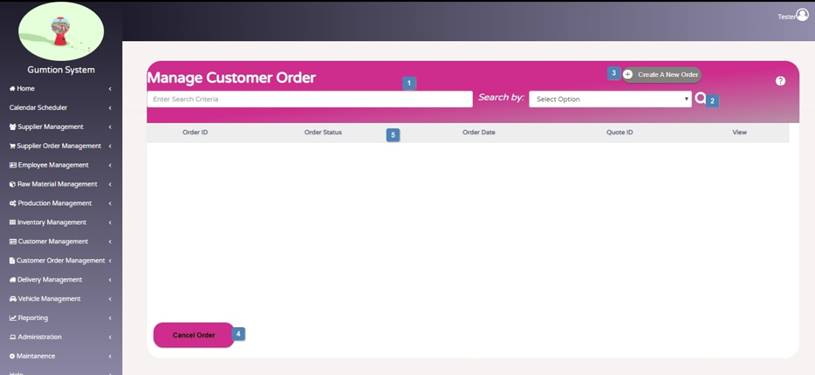 Tester
Gumtion System
Home
Calendar Scheduler
Supplier Management
Supplier Order Management
Employee Management
Raw Material Management
Production Management
Inventory Management
Customer Management
Customer Order Management
Delivery Management
Vehicle Management
Reporting
Administration
Maintanence
Help
Manage Customer Order
1
3
Create A New Order
?
Enter Search Criteria
Search by:
Select Option
2
Order ID
Order Status
5
Order Date
Quote ID
View
Cancel Order
4